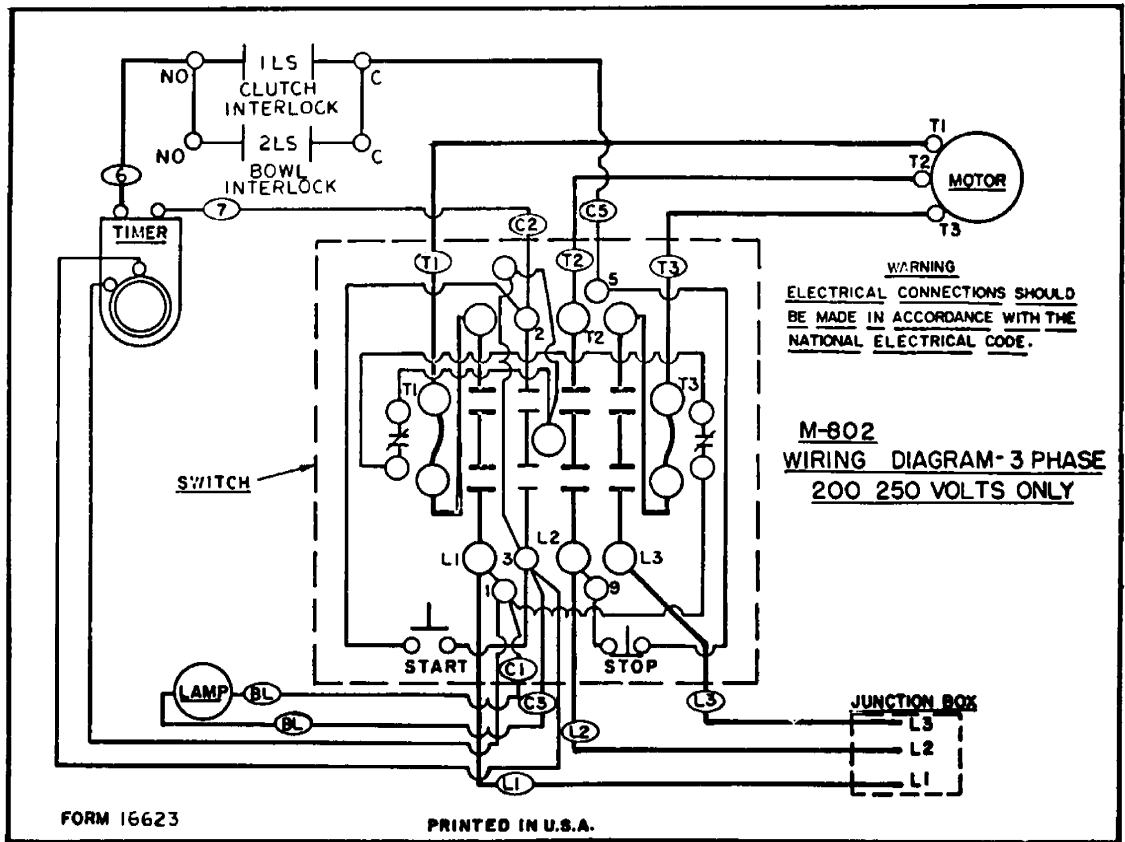 1LS
NO
C
CLUTCH
INTERLOCK
NO
2LS
C
BOWL
INTERLOCK
6
7
TIMER
C2
C5
T1
T2
MOTOR
T3
T1
T2
T3
5
2
T2
T1
T3
WARNING
ELECTRICAL CONNECTIONS SHOULD
BE MADE IN ACCORDANCE WITH THE
NATIONAL ELECTRICAL CODE.
M-802
WIRING DIAGRAM-3 PHASE
200 250 VOLTS ONLY
SWITCH
L1
3
L2
L3
1
9
START
STOP
C1
C3
LAMP
BL
BL
L3
L2
L1
JUNCTION BOX
L3
L2
L1
FORM 16623
PRINTED IN U.S.A.